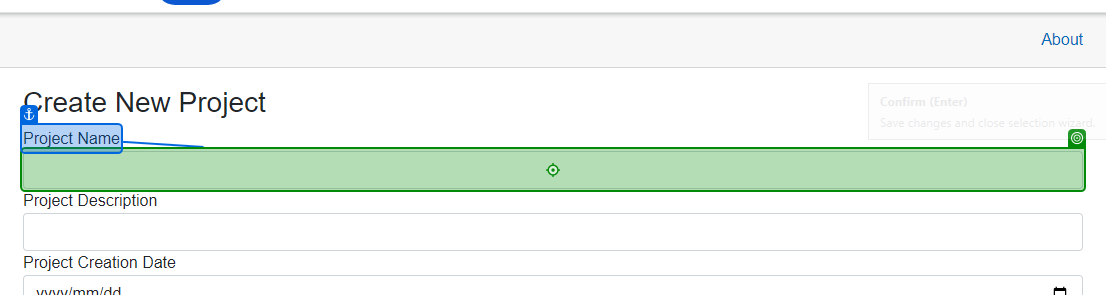 About
Create New Project
Confirm (Enter)
Save changes and close selection wizard.
Project Name
Project Description
Project Creation Date
yyyy/mm/dd